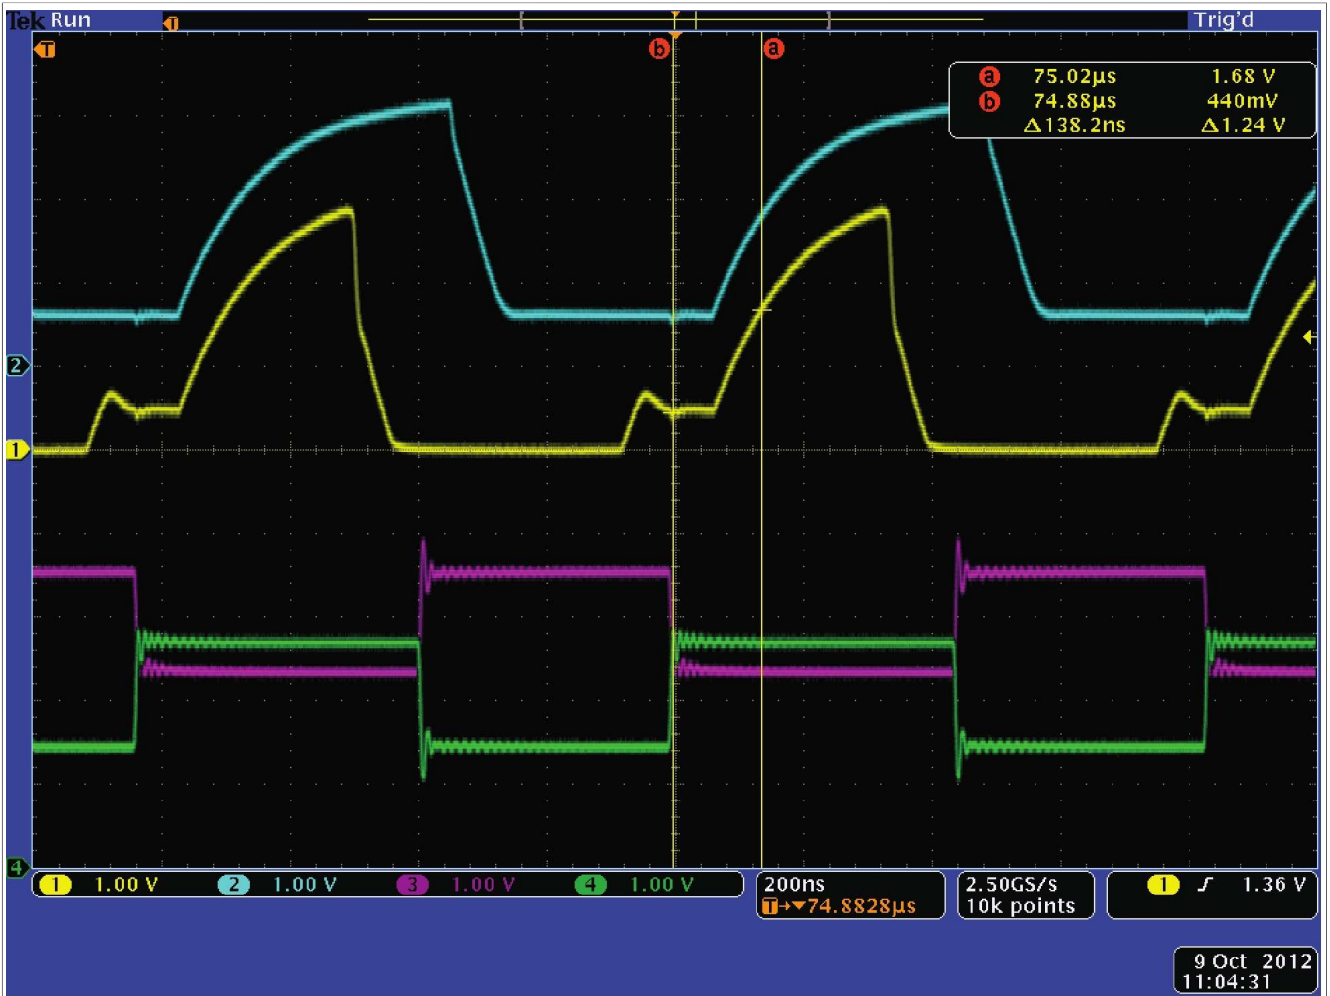 Tek Run Trig'd
T
T b a
a 75.02µs 1.68 V
b 74.88µs 440mV
Δ138.2ns Δ1.24 V
2
1
4
1 1.00 V 2 1.00 V 3 1.00 V 4 1.00 V
200ns 2.50GS/s 1 1.36 V
T→▼74.8828µs 10k points
9 Oct 2012
11:04:31